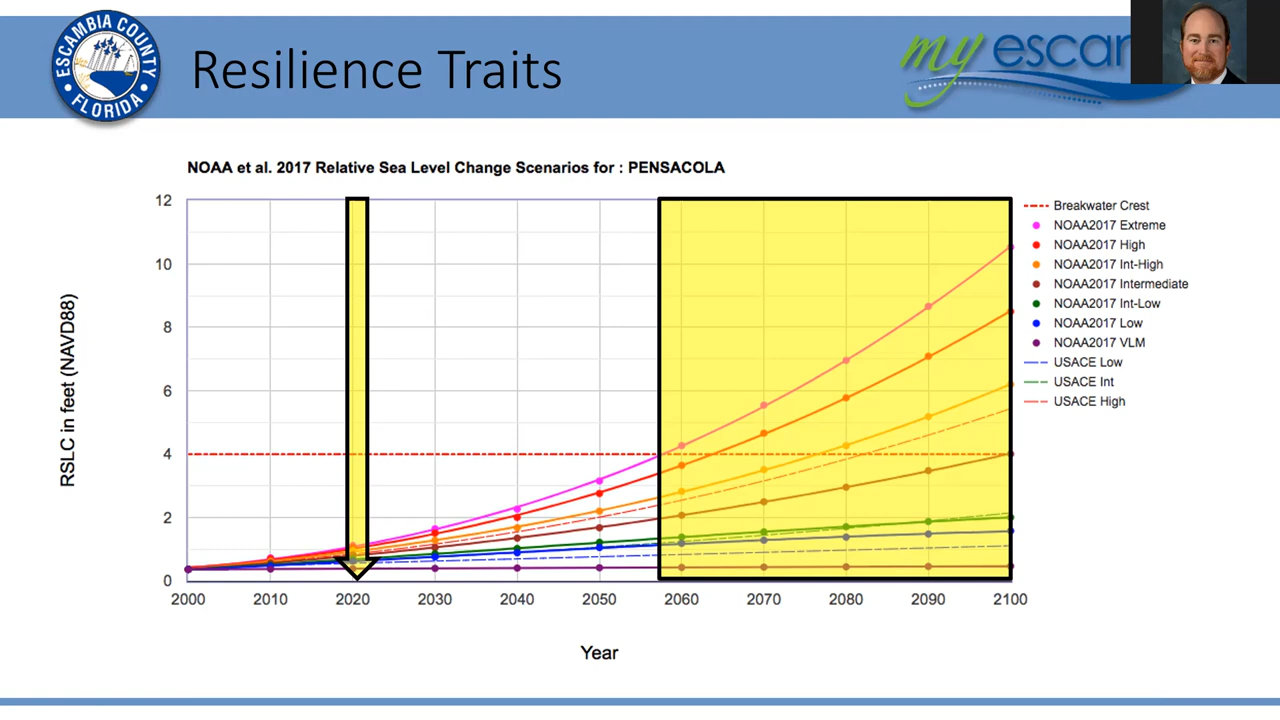 ESCAMBIA COUNTY
FLORIDA
Resilience Traits
my escam
NOAA et al. 2017 Relative Sea Level Change Scenarios for : PENSACOLA
RSLC in feet (NAVD88)
12
10
8
6
4
2
0
2000 2010 2020 2030 2040 2050 2060 2070 2080 2090 2100
Year
Breakwater Crest
NOAA2017 Extreme
NOAA2017 High
NOAA2017 Int-High
NOAA2017 Intermediate
NOAA2017 Int-Low
NOAA2017 Low
NOAA2017 VLM
USACE Low
USACE Int
USACE High